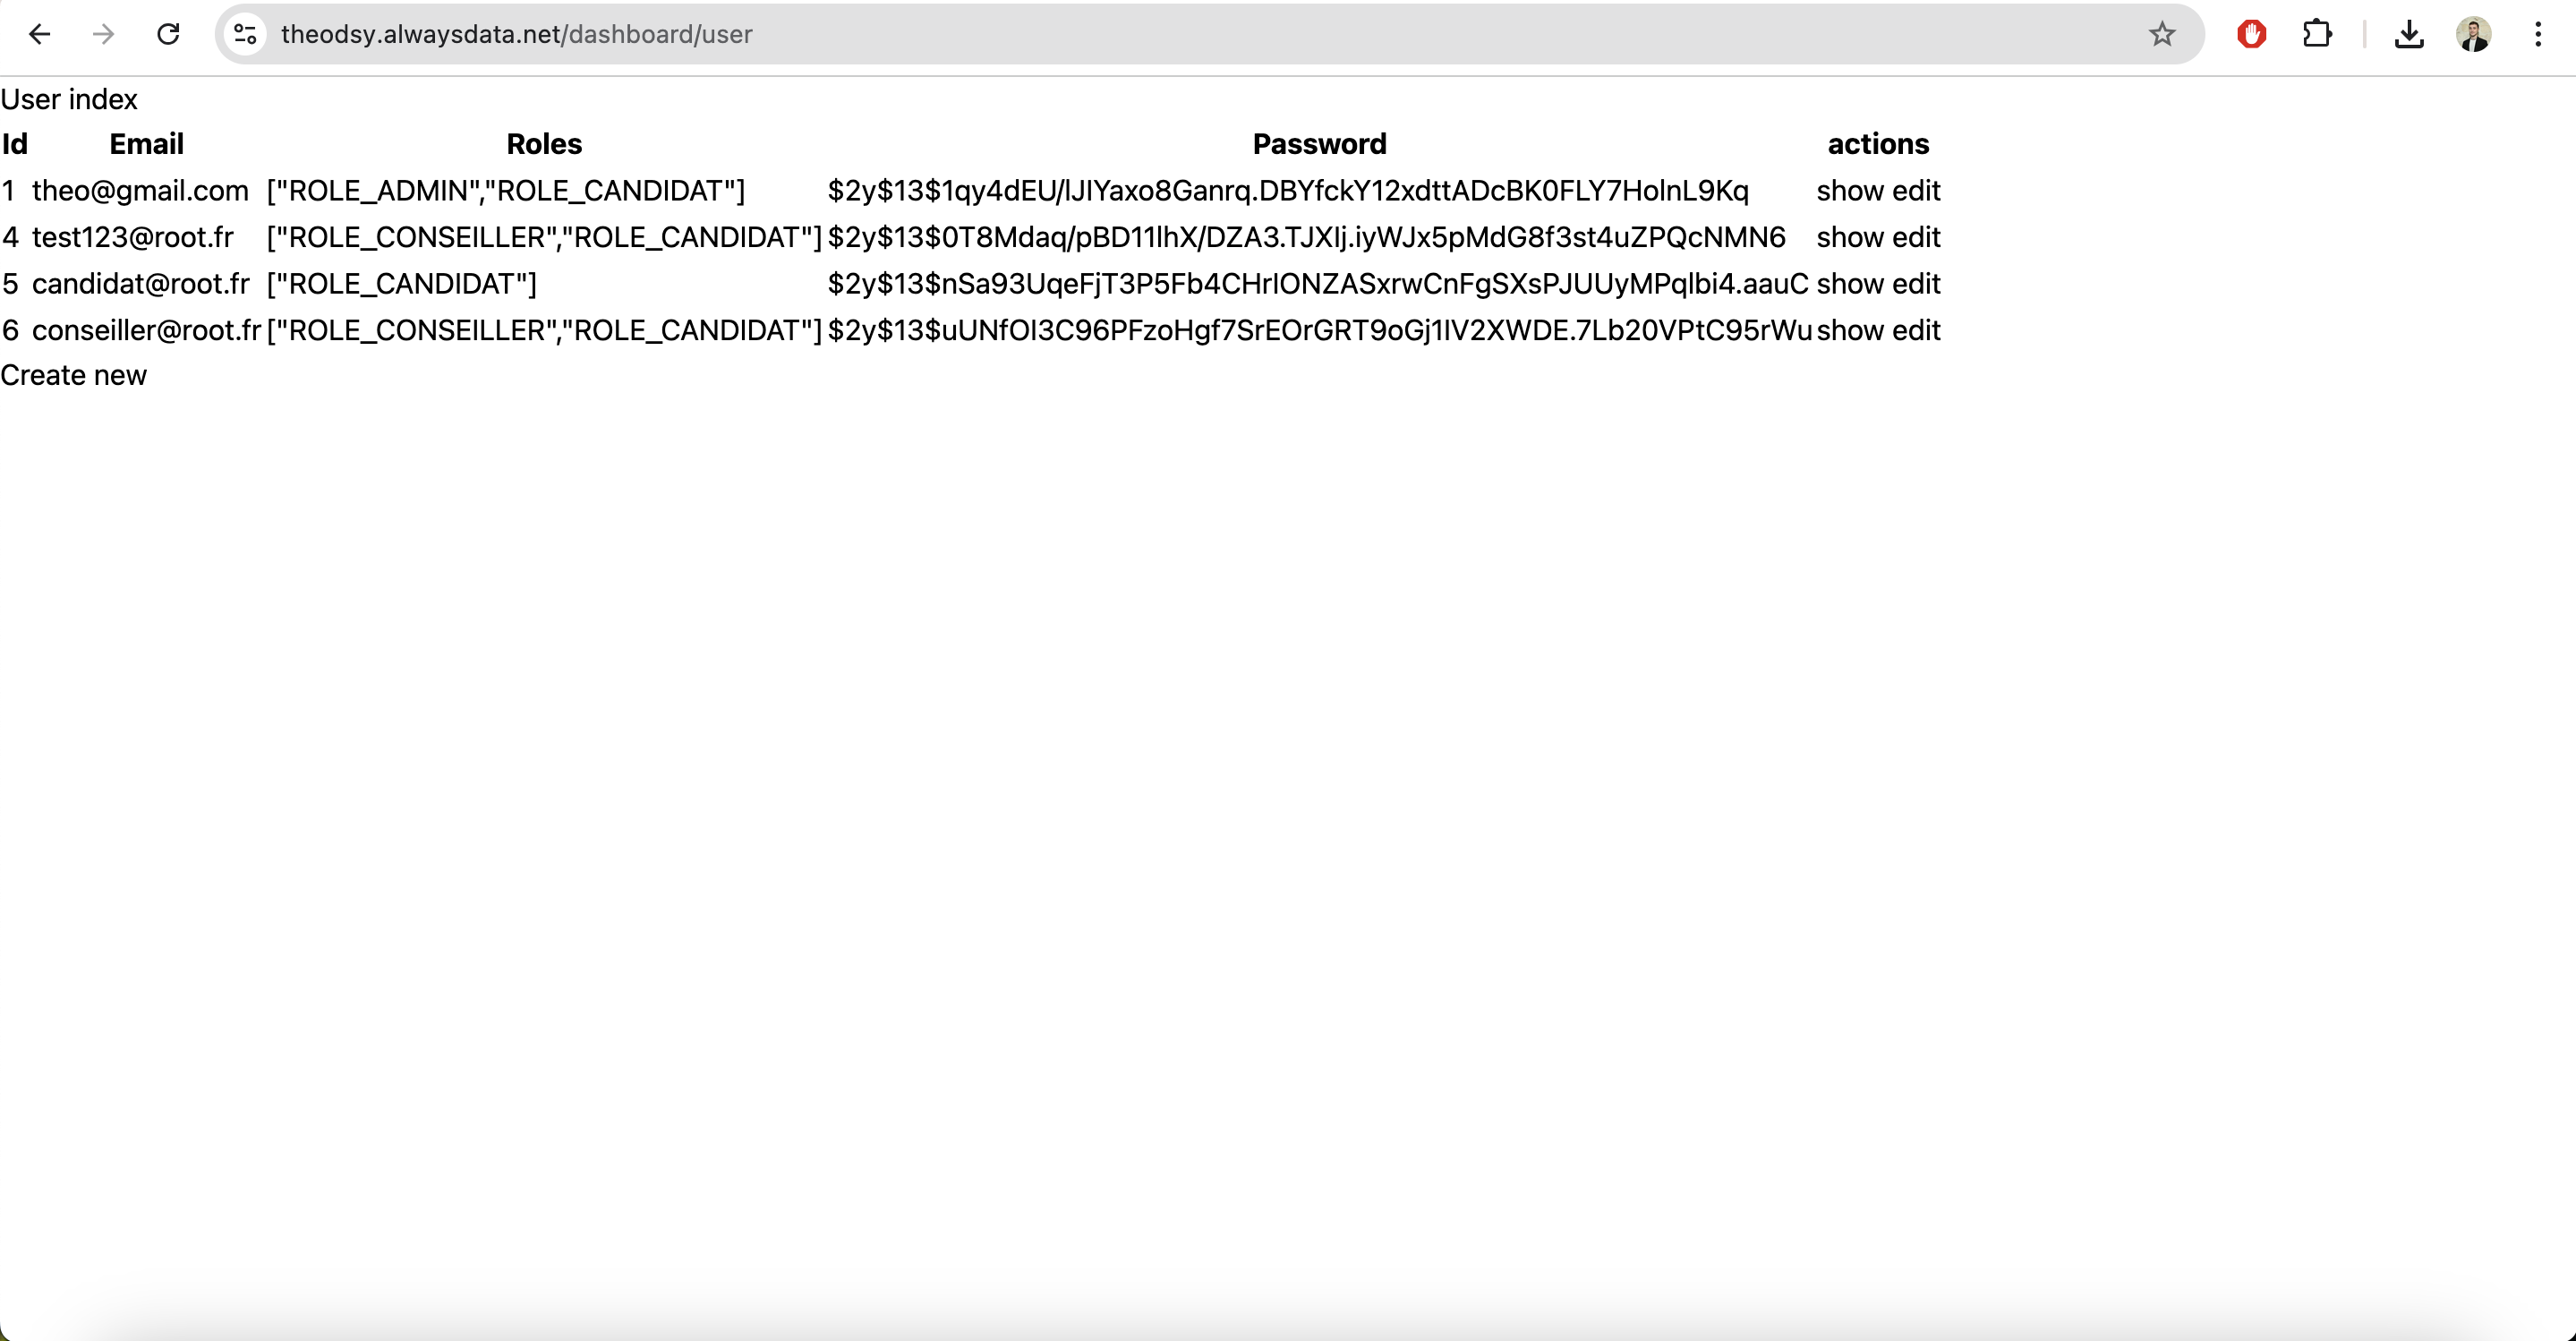 theodsy.alwaysdata.net/dashboard/user
User index
Id Email Roles Password actions
1 theo@gmail.com ["ROLE_ADMIN","ROLE_CANDIDAT"] $2y$13$1qy4dEU/lJIYaxo8Ganrq.DBYfckY12xdttADcBK0FLY7HolnL9Kq show edit
4 test123@root.fr ["ROLE_CONSEILLER","ROLE_CANDIDAT"] $2y$13$0T8Mdaq/pBD11lhX/DZA3.TJXIj.iyWJx5pMdG8f3st4uZPQcNMN6 show edit
5 candidat@root.fr ["ROLE_CANDIDAT"] $2y$13$nSa93UqeFjT3P5Fb4CHrIONZASxrwCnFgSXsPJUUyMPqlbi4.aauC show edit
6 conseiller@root.fr ["ROLE_CONSEILLER","ROLE_CANDIDAT"] $2y$13$uUNfOI3C96PFzoHgf7SrEOrGRT9oGj1IV2XWDE.7Lb20VPtC95rWu show edit
Create new